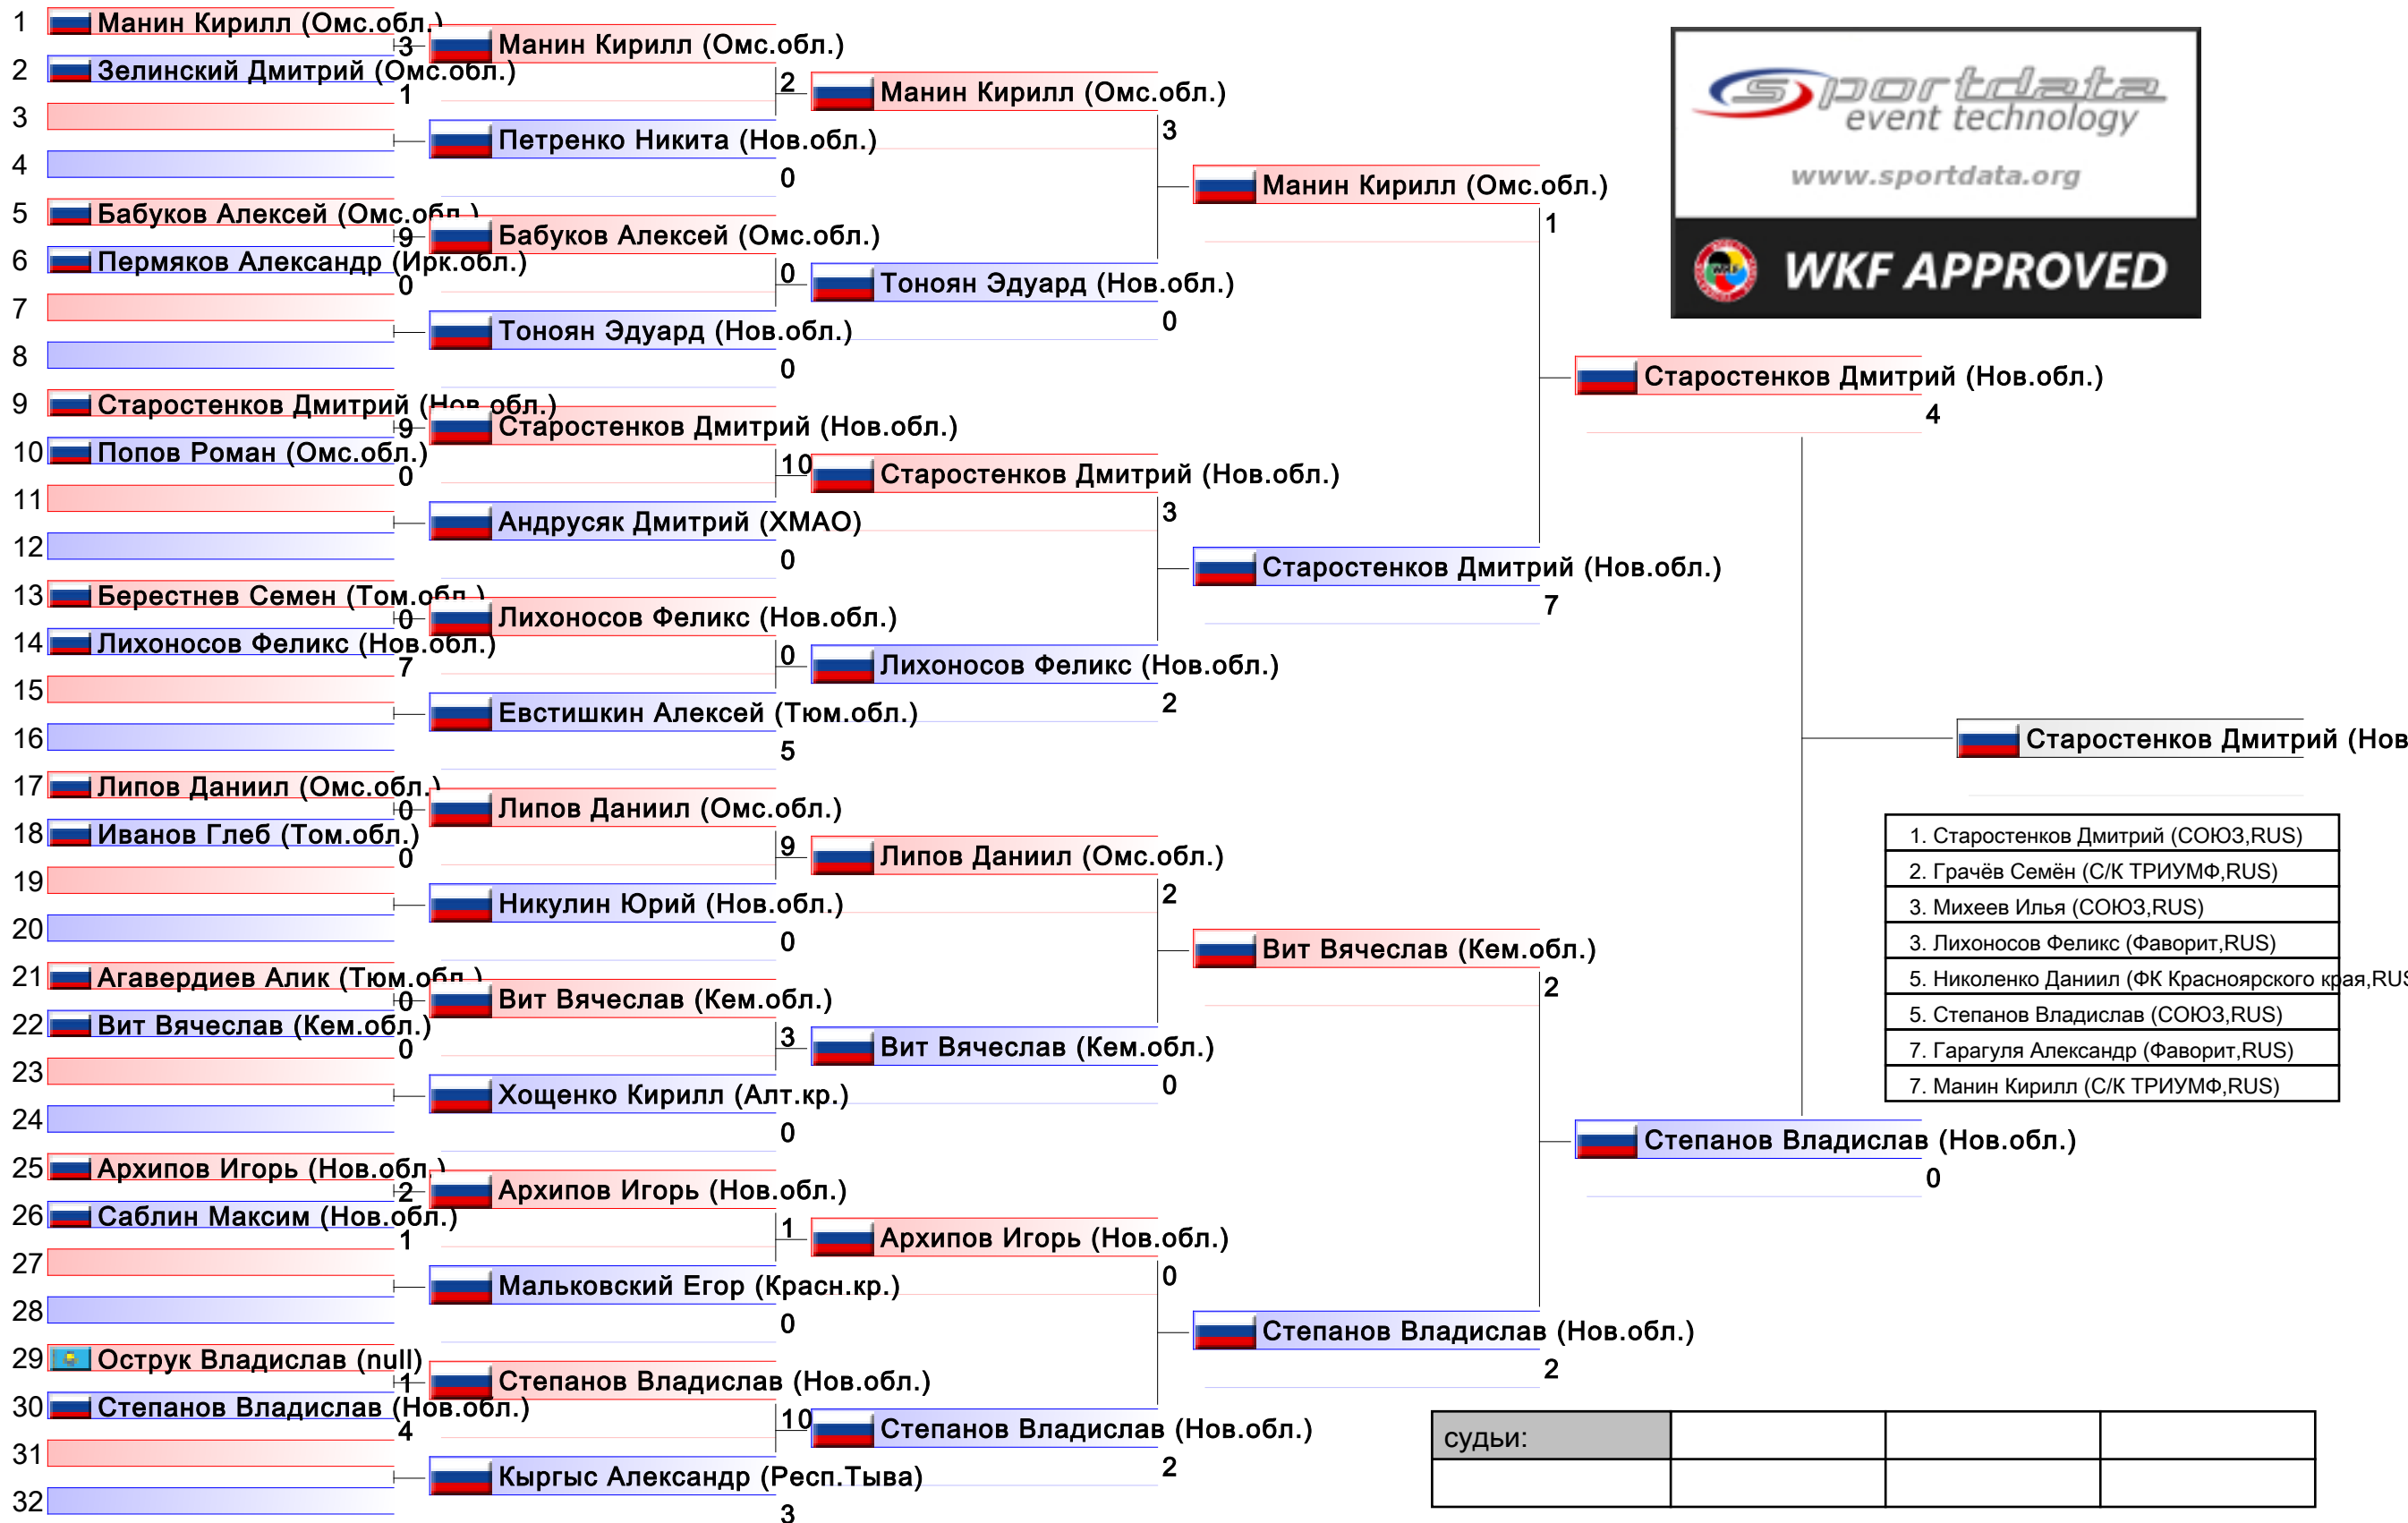 1 Манин Кирилл (Омс.обл.)
3
2 Зелинский Дмитрий (Омс.обл.)
1
3
4
5 Бабуков Алексей (Омс.обл.)
9
6 Пермяков Александр (Ирк.обл.)
0
7
8
9 Старостенков Дмитрий (Нов.обл.)
9
10 Попов Роман (Омс.обл.)
0
11
12
13 Берестнев Семен (Том.обл.)
0
14 Лихоносов Феликс (Нов.обл.)
7
15
16
17 Липов Даниил (Омс.обл.)
0
18 Иванов Глеб (Том.обл.)
0
19
20
21 Агавердиев Алик (Тюм.обл.)
0
22 Вит Вячеслав (Кем.обл.)
0
23
24
25 Архипов Игорь (Нов.обл.)
2
26 Саблин Максим (Нов.обл.)
1
27
28
29 Острук Владислав (null)
1
30 Степанов Владислав (Нов.обл.)
4
31
32
Манин Кирилл (Омс.обл.)
2
Петренко Никита (Нов.обл.)
0
Бабуков Алексей (Омс.обл.)
0
Тоноян Эдуард (Нов.обл.)
0
Старостенков Дмитрий (Нов.обл.)
10
Андрусяк Дмитрий (ХМАО)
0
Лихоносов Феликс (Нов.обл.)
0
Евстишкин Алексей (Тюм.обл.)
5
Липов Даниил (Омс.обл.)
9
Никулин Юрий (Нов.обл.)
0
Вит Вячеслав (Кем.обл.)
3
Хощенко Кирилл (Алт.кр.)
0
Архипов Игорь (Нов.обл.)
1
Мальковский Егор (Красн.кр.)
0
Степанов Владислав (Нов.обл.)
10
Кыргыс Александр (Респ.Тыва)
3
Манин Кирилл (Омс.обл.)
3
Тоноян Эдуард (Нов.обл.)
0
Старостенков Дмитрий (Нов.обл.)
3
Лихоносов Феликс (Нов.обл.)
2
Липов Даниил (Омс.обл.)
2
Вит Вячеслав (Кем.обл.)
0
Архипов Игорь (Нов.обл.)
0
Степанов Владислав (Нов.обл.)
2
Манин Кирилл (Омс.обл.)
1
Старостенков Дмитрий (Нов.обл.)
7
Вит Вячеслав (Кем.обл.)
2
Степанов Владислав (Нов.обл.)
2
Старостенков Дмитрий (Нов.обл.)
4
Степанов Владислав (Нов.обл.)
0
Старостенков Дмитрий (Нов
sportdata
event technology
www.sportdata.org
WKF APPROVED
1. Старостенков Дмитрий (СОЮЗ,RUS)
2. Грачёв Семён (С/К ТРИУМФ,RUS)
3. Михеев Илья (СОЮЗ,RUS)
3. Лихоносов Феликс (Фаворит,RUS)
5. Николенко Даниил (ФК Красноярского края,RUS
5. Степанов Владислав (СОЮЗ,RUS)
7. Гарагуля Александр (Фаворит,RUS)
7. Манин Кирилл (С/К ТРИУМФ,RUS)
судьи: